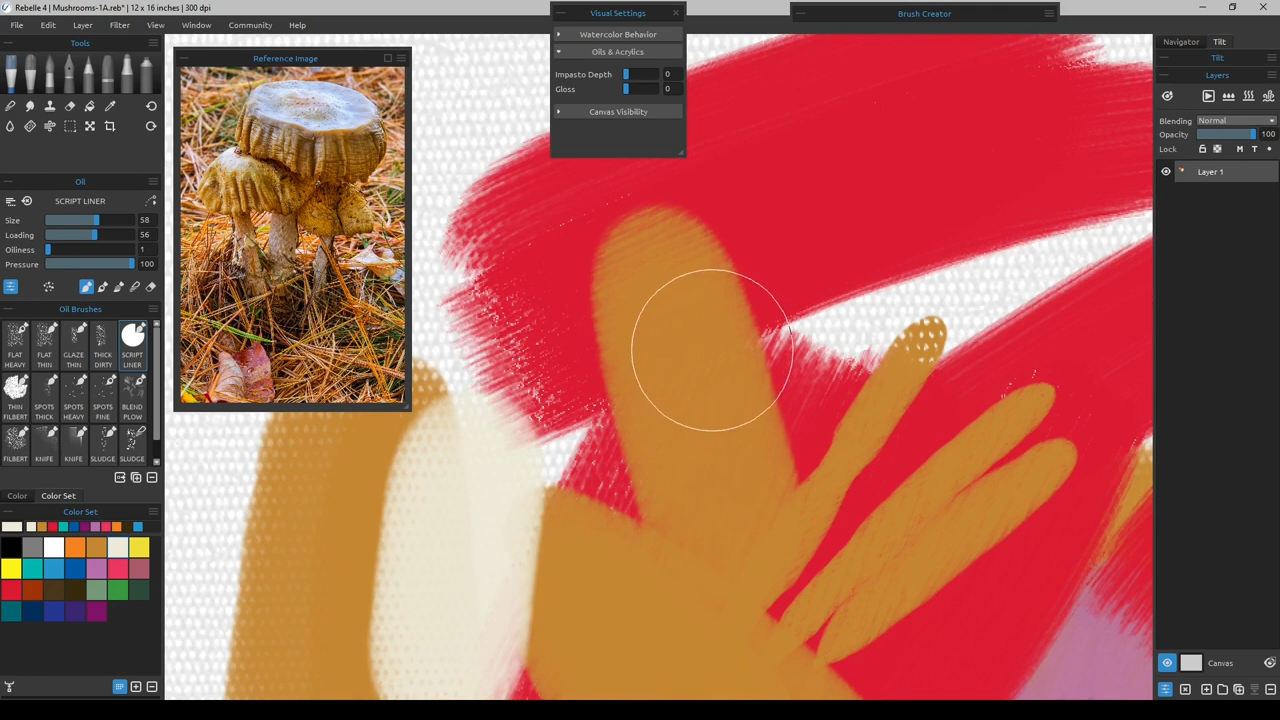 Rebelle 4 | Mushrooms-1A.reb* | 12 x 16 inches | 300 dpi
File Edit Layer Filter View Window Community Help
Tools
Oil
SCRIPT LINER
Size 58
Loading 56
Oiliness 1
Pressure 100
Oil Brushes
FLAT HEAVY
FLAT THIN
GLAZE THIN
THICK DIRTY
SCRIPT LINER
THIN FILBERT
SPOTS THICK
SPOTS HEAVY
SPOTS FINE
BLEND PLOW
FILBERT
KNIFE
KNIFE
SLUDGE
SLUDGE
Color Color Set
Color Set
Reference Image
Visual Settings
Watercolor Behavior
Oils & Acrylics
Impasto Depth 0
Gloss 0
Canvas Visibility
Brush Creator
Navigator Tilt
Tilt
Layers
Blending Normal
Opacity 100
Lock M T
Layer 1
Canvas